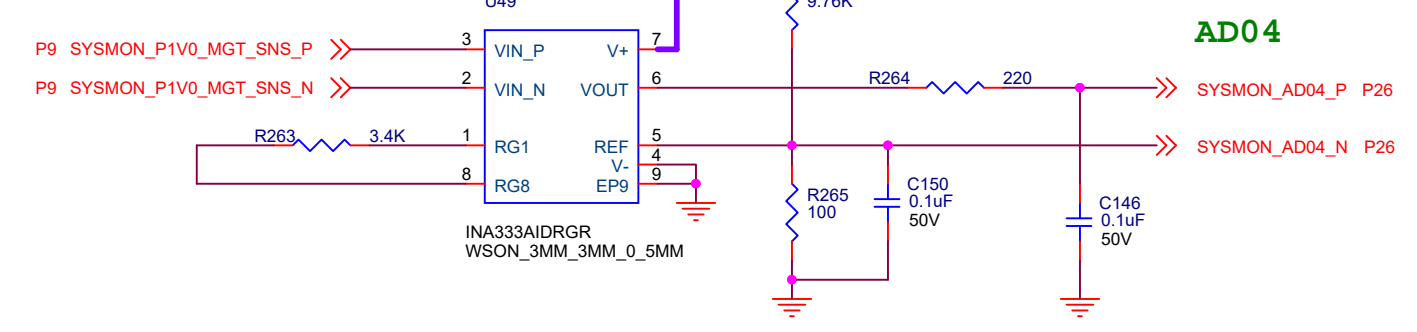 U49
9.76K
AD04
P9 SYSMON_P1V0_MGT_SNS_P
3
VIN_P
V+
7
P9 SYSMON_P1V0_MGT_SNS_N
2
VIN_N
VOUT
6
R264
220
SYSMON_AD04_P P26
R263
3.4K
1
RG1
REF
5
SYSMON_AD04_N P26
V-
4
8
RG8
EP9
9
R265
100
C150
0.1uF
50V
C146
0.1uF
50V
INA333AIDRGR
WSON_3MM_3MM_0_5MM